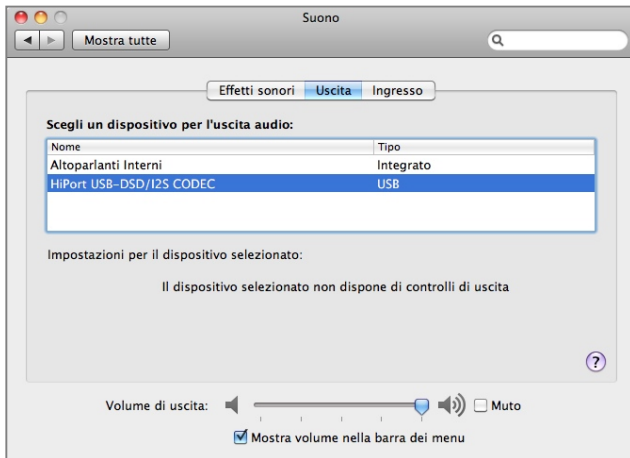 Suono
Mostra tutte
Effetti sonori Uscita Ingresso
Scegli un dispositivo per l'uscita audio:
Nome Tipo
Altoparlanti Interni Integrato
HiPort USB-DSD/I2S CODEC USB
Impostazioni per il dispositivo selezionato:
Il dispositivo selezionato non dispone di controlli di uscita
?
Volume di uscita: Muto
Mostra volume nella barra dei menu